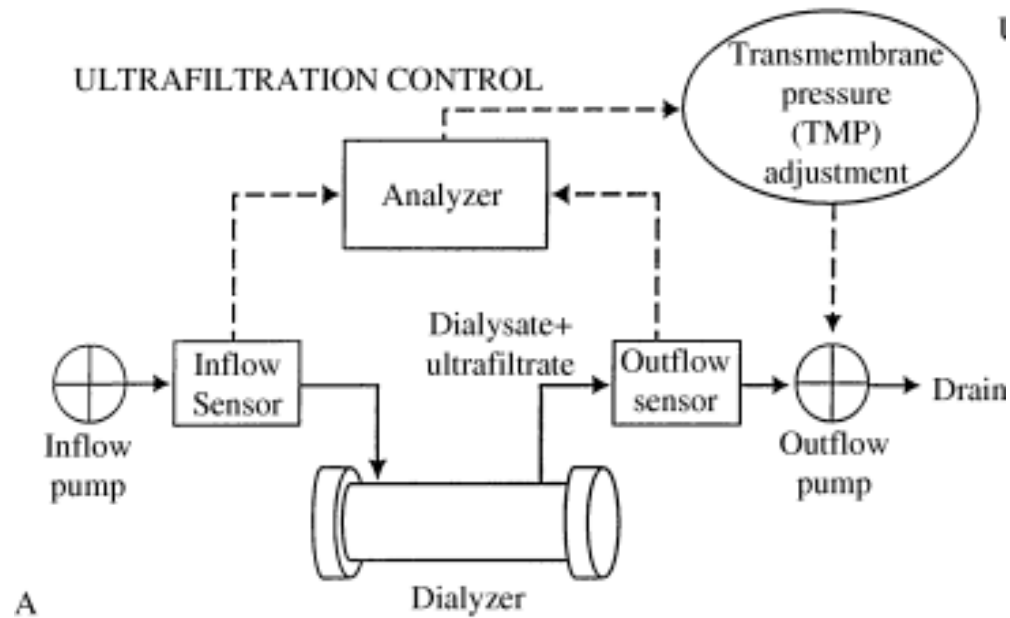 ULTRAFILTRATION CONTROL
Transmembrane
pressure
(TMP)
adjustment
Analyzer
Dialysate+
ultrafiltrate
Inflow
Sensor
Outflow
sensor
Drain
Inflow
pump
Outflow
pump
Dialyzer
A